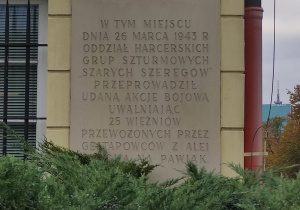 W TYM MIEJSCU
DNIA 26 MARCA 1943 R
ODDZIAŁ HARCERSKICH
GRUP SZTURMOWYCH
„SZARYCH SZEREGÓW"
PRZEPROWADZIŁ
UDANĄ AKCJĘ BOJOWĄ
UWALNIAJĄC
25 WIĘŹNIÓW
PRZEWOŻONYCH PRZEZ
GESTAPOWCÓW Z ALEI
NA PAWIAK